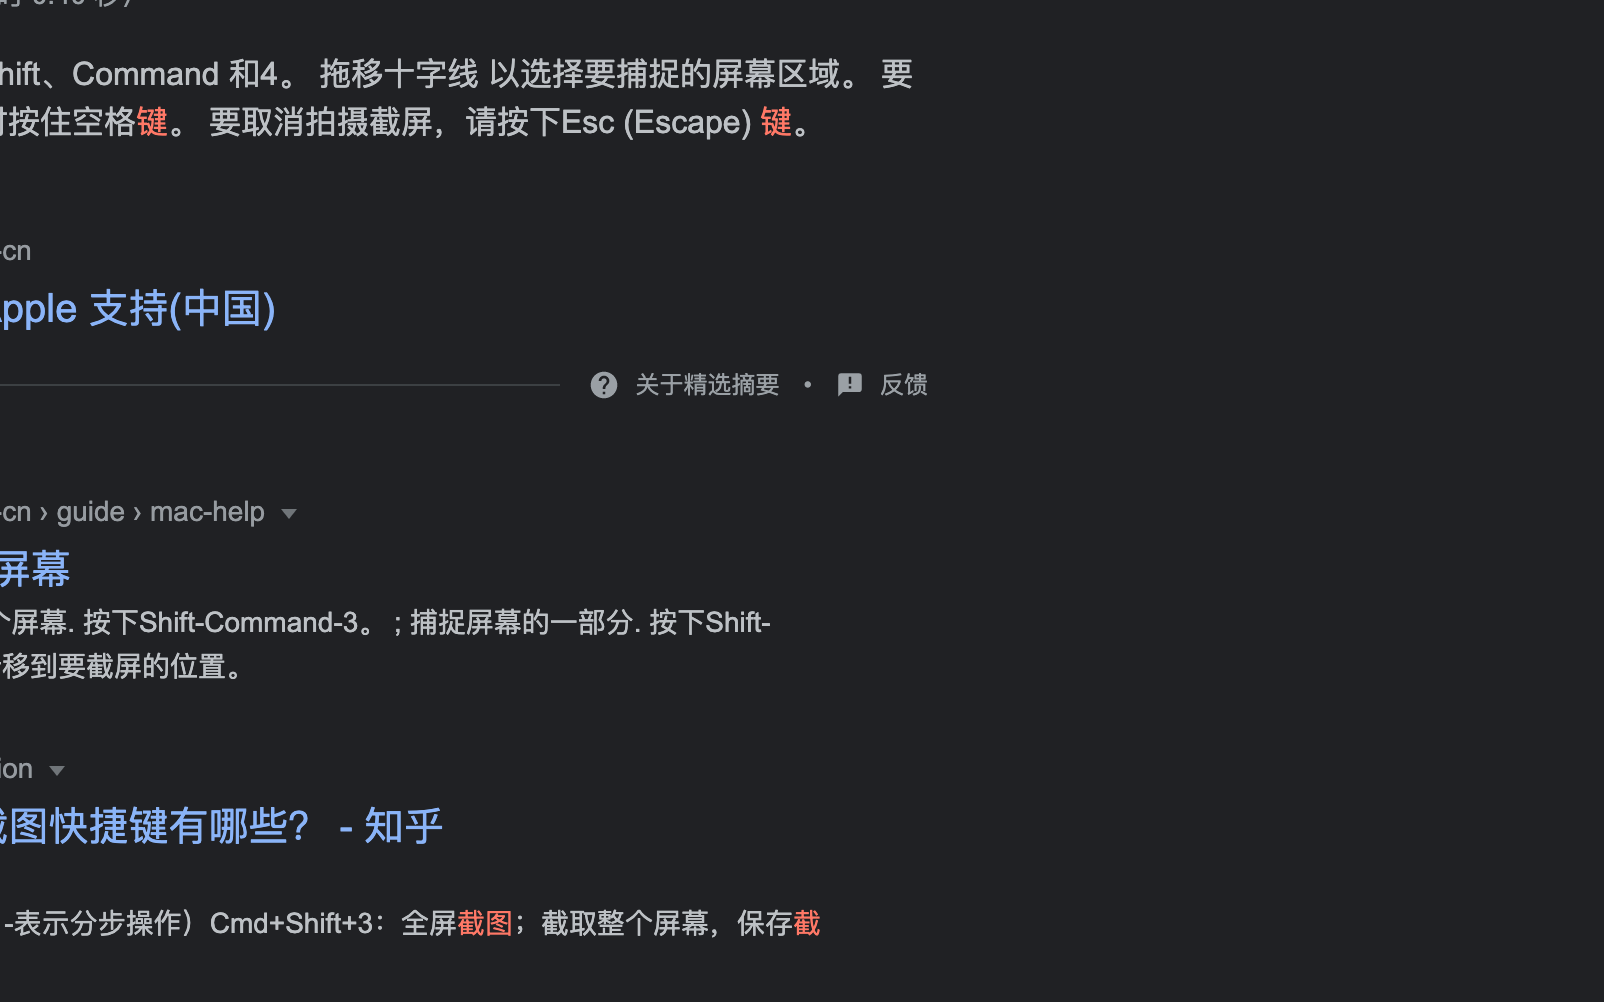 hift、Command 和4。 拖移十字线 以选择要捕捉的屏幕区域。 要
按住空格键。 要取消拍摄截屏，请按下Esc (Escape) 键。
-cn
Apple 支持(中国)
关于精选摘要 • 反馈
-cn › guide › mac-help
屏幕
个屏幕. 按下Shift-Command-3。 ; 捕捉屏幕的一部分. 按下Shift-
移到要截屏的位置。
ion
截图快捷键有哪些？ - 知乎
-表示分步操作）Cmd+Shift+3：全屏截图；截取整个屏幕，保存截